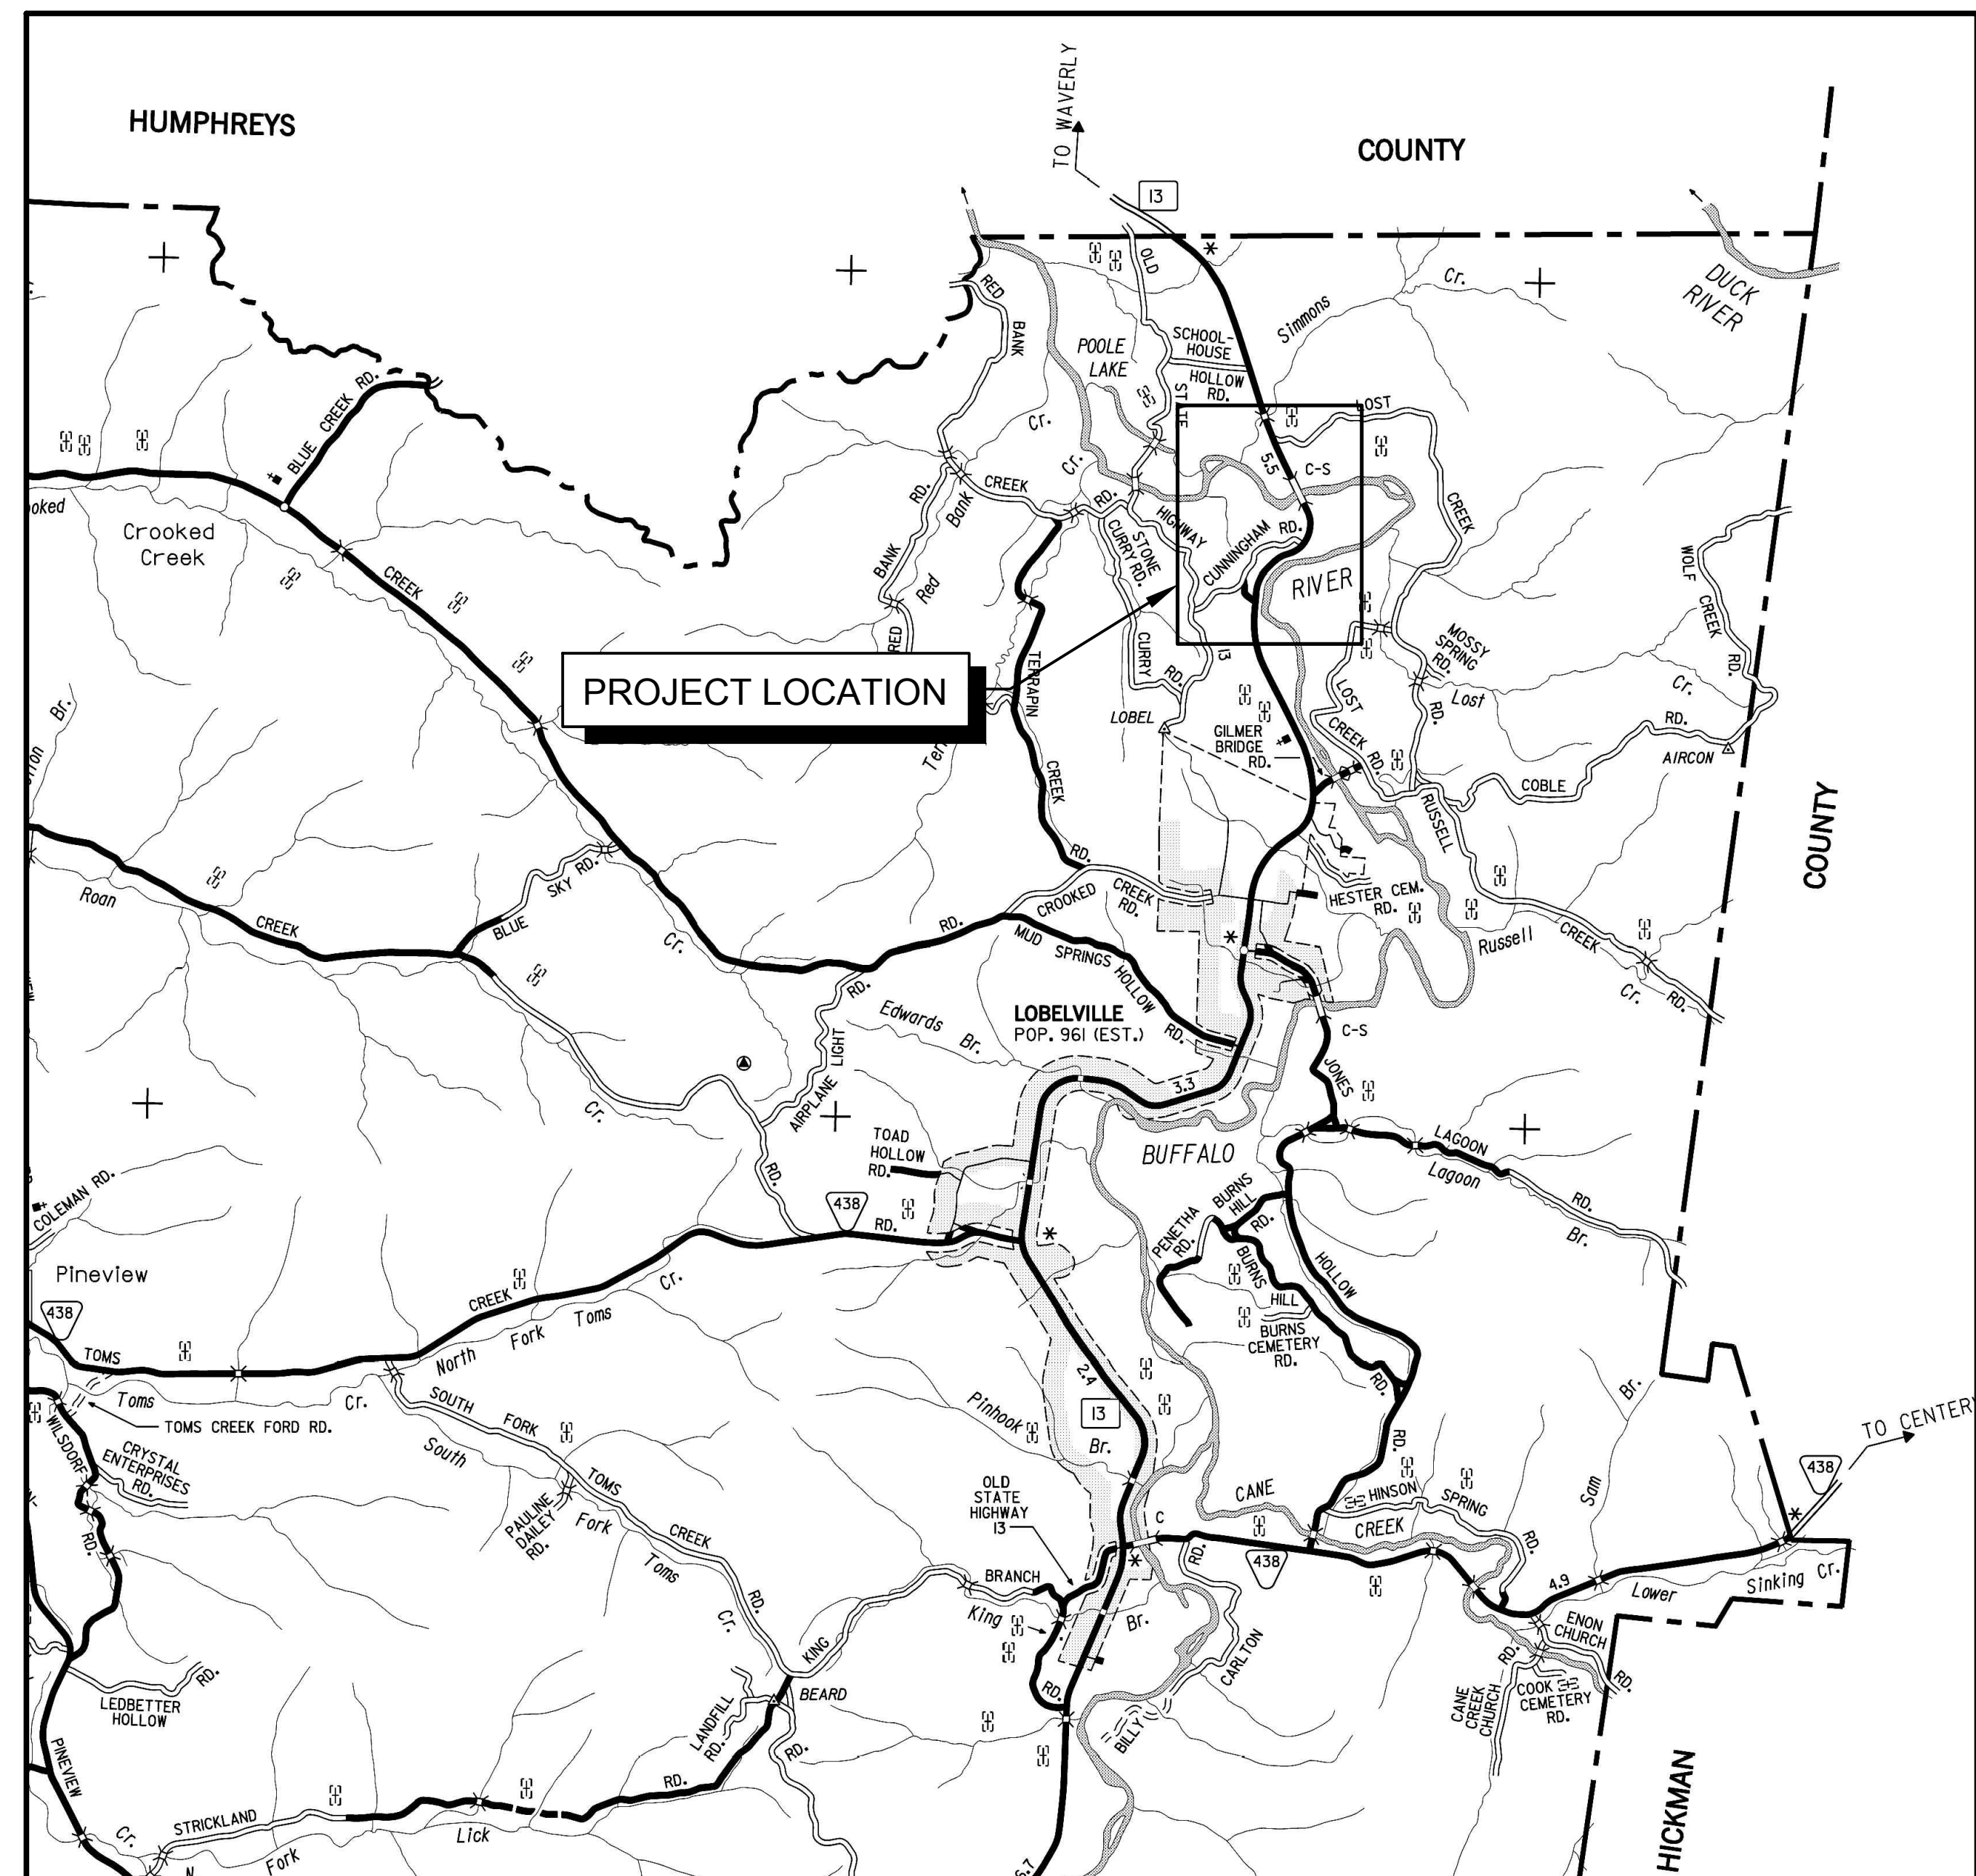 HUMPHREYS
COUNTY
TO WAVERLY
13
DUCK
RIVER
OLD
RED
BANK
Cr.
Simmons
SCHOOL-
HOUSE
HOLLOW
RD.
POOLE
LAKE
Cr.
LOST
BLUE CREEK RD.
Crooked
Creek
CREEK
BANK RD.
Bank
Red
RED
CREEK
RD.
Cr.
5.5
C-S
HIGHWAY
STONE
CURRY RD.
CUNNINGHAM
RD.
CREEK
WOLF
CREEK
RD.
RIVER
MOSSY
SPRING
RD.
Lost
Cr.
PROJECT LOCATION
TERRAPIN
CURRY
RD.
13
LOBEL
GILMER
BRIDGE
RD.
LOST
CREEK
RD.
RD.
RD.
AIRCON
COBLE
Br.
CREEK
RUSSELL
COUNTY
RD.
Roan
CREEK
BLUE
SKY RD.
Cr.
RD.
CROOKED
CREEK
RD.
MUD
SPRINGS
HOLLOW
RD.
HESTER CEM.
RD.
Russell
CREEK
Cr.
RD.
Edwards
Br.
LOBELVILLE
POP. 961 (EST.)
RD.
AIRPLANE
LIGHT
C-S
3.3
JONES
Cr.
RD.
TOAD
HOLLOW
RD.
BUFFALO
LAGOON
Lagoon
RD.
Br.
COLEMAN RD.
438
RD.
PENETHA
RD.
BURNS
HILL
RD.
BURNS
HILL
HOLLOW
BURNS
CEMETERY
RD.
RD.
Pineview
438
TOMS
CREEK
North
Fork
Toms
Cr.
Toms
Cr.
TOMS CREEK FORD RD.
SOUTH
FORK
South
2.4
13
Pinhook
Br.
RD.
WILSDORF
RD.
CRYSTAL
ENTERPRISES
RD.
PAULINE
DAILEY
RD.
TOMS
Fork
Toms
CREEK
RD.
Cr.
OLD
STATE
HIGHWAY
13
CANE
CREEK
HINSON
SPRING
RD.
Sam
Br.
438
TO CENTER
C
438
RD.
BRANCH
King
Br.
KING
4.9
Lower
Sinking Cr.
ENON
CHURCH
RD.
CARLTON
BILLY
RD.
CANE
CREEK
CHURCH
RD.
COOK
CEMETERY
RD.
LEDBETTER
HOLLOW
RD.
LANDFILL
RD.
BEARD
RD.
RD.
PINEVIEW
STRICKLAND
Lick
Fork
Cr.
N.
6.7
HICKMAN